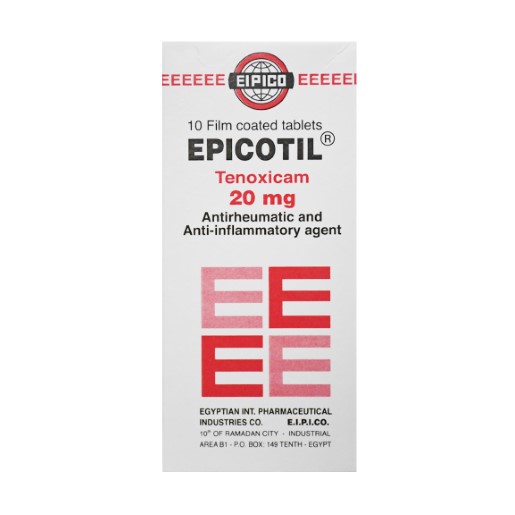 EEEEEE EIPICO EEEEEE
10 Film coated tablets
EPICOTIL®
Tenoxicam
20 mg
Antirheumatic and
Anti-inflammatory agent
E E
E E
EGYPTIAN INT. PHARMACEUTICAL
INDUSTRIES CO. E.I.P.I.CO.
10th OF RAMADAN CITY - INDUSTRIAL
AREA B1 - P.O. BOX: 149 TENTH - EGYPT